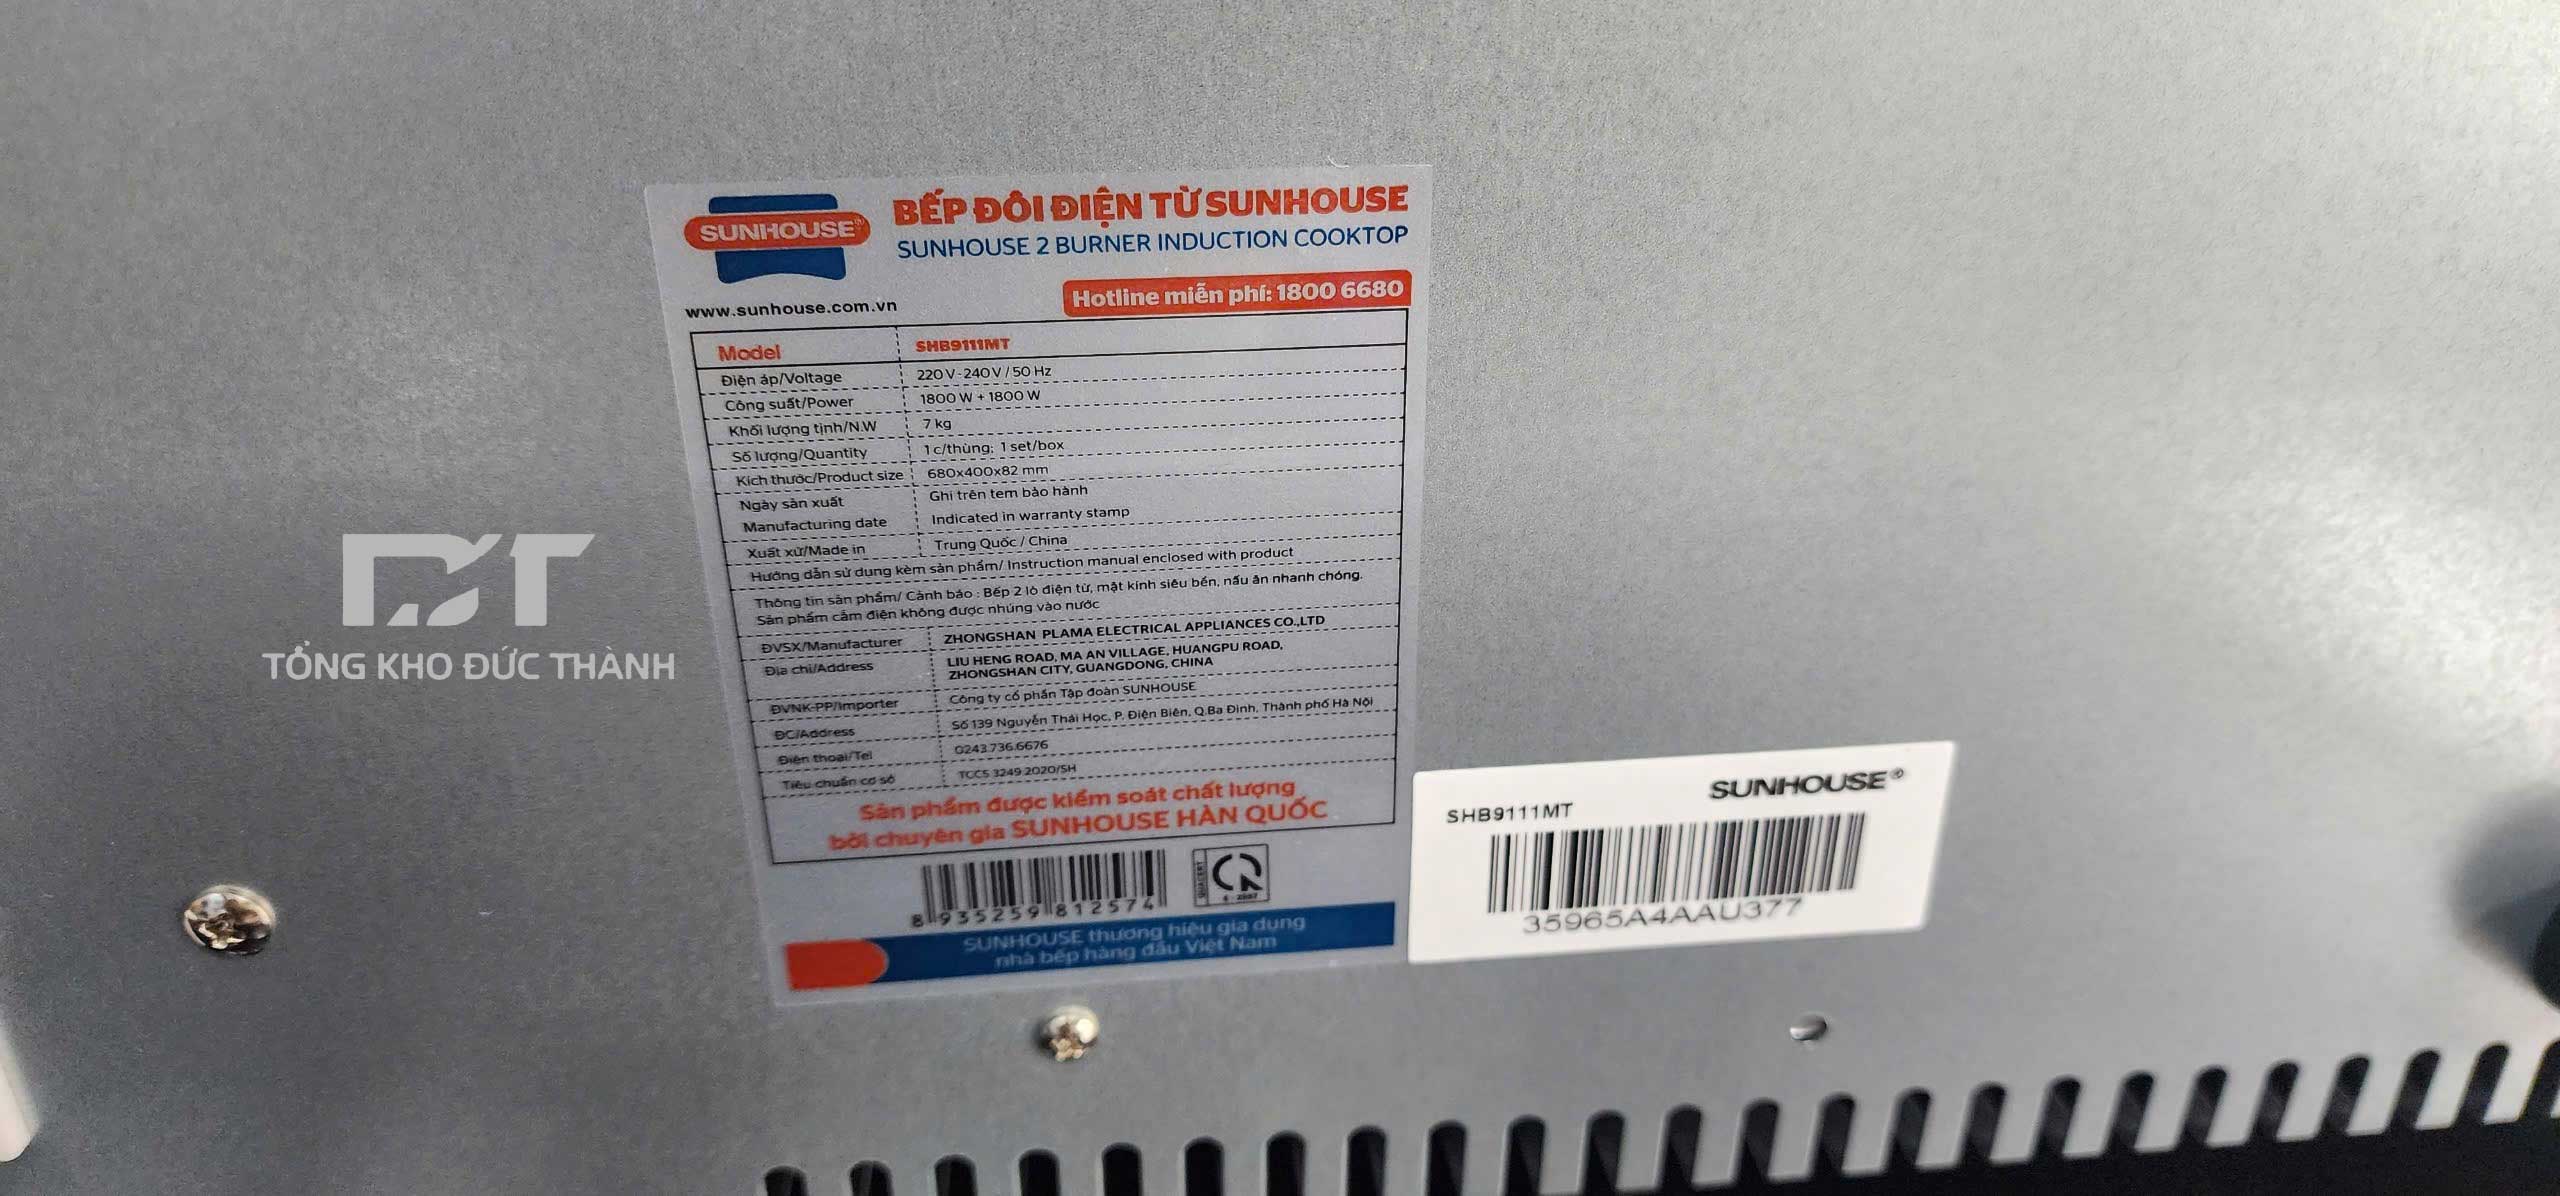 SUNHOUSE®
BẾP ĐÔI ĐIỆN TỪ SUNHOUSE
SUNHOUSE 2 BURNER INDUCTION COOKTOP
www.sunhouse.com.vn
Hotline miễn phí: 1800 6680
Model SHB9111MT
Điện áp/Voltage 220V-240V/50 Hz
Công suất/Power 1800 W + 1800 W
Khối lượng tịnh/N.W 7 kg
Số lượng/Quantity 1 c/thùng; 1 set/box
Kích thước/Product size 680x400x82 mm
Ngày sản xuất Ghi trên tem bảo hành
Manufacturing date Indicated in warranty stamp
Xuất xứ/Made in Trung Quốc / China
Hướng dẫn sử dụng kèm sản phẩm/ Instruction manual enclosed with product
Thông tin sản phẩm/ Cảnh báo : Bếp 2 lò điện từ, mặt kính siêu bền, nấu ăn nhanh chóng.
Sản phẩm cắm điện không được nhúng vào nước
ĐVSX/Manufacturer ZHONGSHAN PLAMA ELECTRICAL APPLIANCES CO.,LTD
Địa chỉ/Address LIU HENG ROAD, MA AN VILLAGE, HUANGPU ROAD,
ZHONGSHAN CITY, GUANGDONG, CHINA
ĐVNK-PP/Importer Công ty cổ phần Tập đoàn SUNHOUSE
ĐC/Address Số 139 Nguyễn Thái Học, P. Điện Biên, Q.Ba Đình, Thành phố Hà Nội
Điện thoại/Tel 0243.736.6676
Tiêu chuẩn cơ sở TCCS 3249:2020/SH
Sản phẩm được kiểm soát chất lượng
bởi chuyên gia SUNHOUSE HÀN QUỐC
8 935259 812574
QUACERT
SUNHOUSE thương hiệu gia dụng
nhà bếp hàng đầu Việt Nam
SUNHOUSE®
SHB9111MT
35965A4AAU377
DT
TỔNG KHO ĐỨC THÀNH